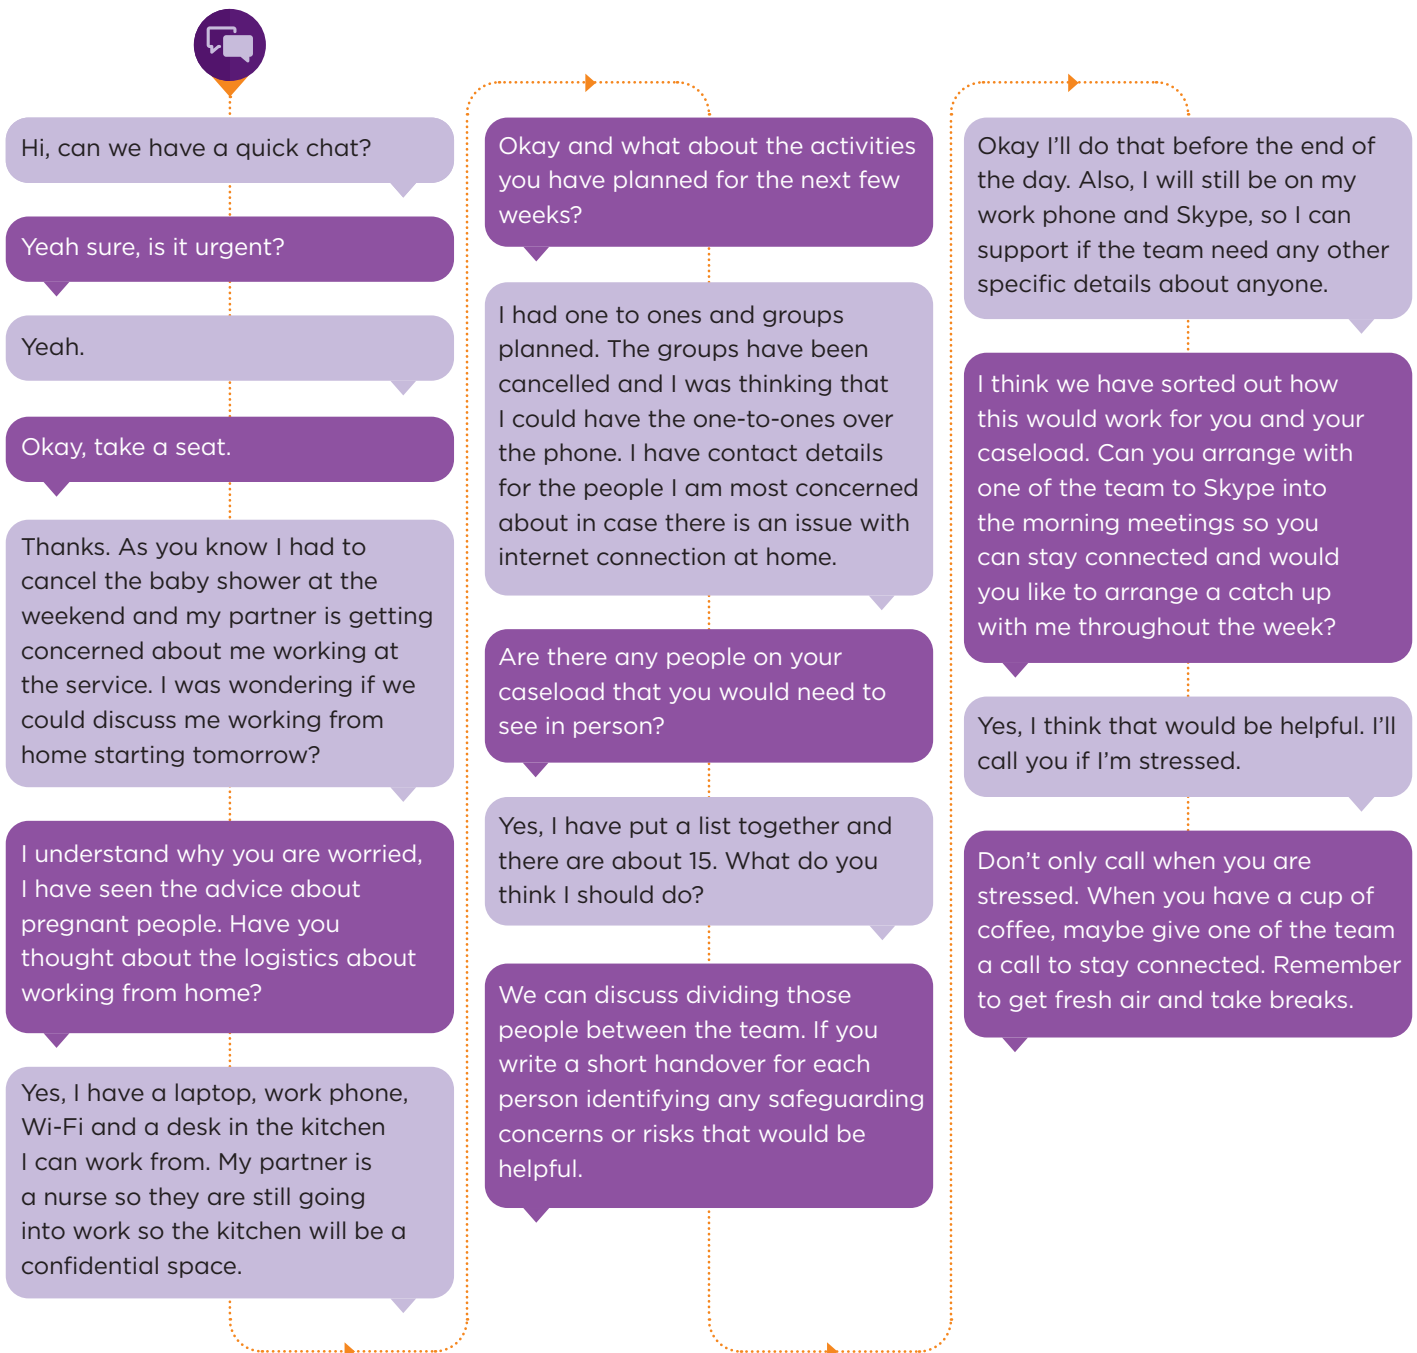 Hi, can we have a quick chat?
Yeah sure, is it urgent?
Yeah.
Okay, take a seat.
Thanks. As you know I had to
cancel the baby shower at the
weekend and my partner is getting
concerned about me working at
the service. I was wondering if we
could discuss me working from
home starting tomorrow?
I understand why you are worried,
I have seen the advice about
pregnant people. Have you
thought about the logistics about
working from home?
Yes, I have a laptop, work phone,
Wi-Fi and a desk in the kitchen
I can work from. My partner is
a nurse so they are still going
into work so the kitchen will be a
confidential space.
Okay and what about the activities
you have planned for the next few
weeks?
I had one to ones and groups
planned. The groups have been
cancelled and I was thinking that
I could have the one-to-ones over
the phone. I have contact details
for the people I am most concerned
about in case there is an issue with
internet connection at home.
Are there any people on your
caseload that you would need to
see in person?
Yes, I have put a list together and
there are about 15. What do you
think I should do?
We can discuss dividing those
people between the team. If you
write a short handover for each
person identifying any safeguarding
concerns or risks that would be
helpful.
Okay I'll do that before the end of
the day. Also, I will still be on my
work phone and Skype, so I can
support if the team need any other
specific details about anyone.
I think we have sorted out how
this would work for you and your
caseload. Can you arrange with
one of the team to Skype into
the morning meetings so you
can stay connected and would
you like to arrange a catch up
with me throughout the week?
Yes, I think that would be helpful. I'll
call you if I'm stressed.
Don't only call when you are
stressed. When you have a cup of
coffee, maybe give one of the team
a call to stay connected. Remember
to get fresh air and take breaks.